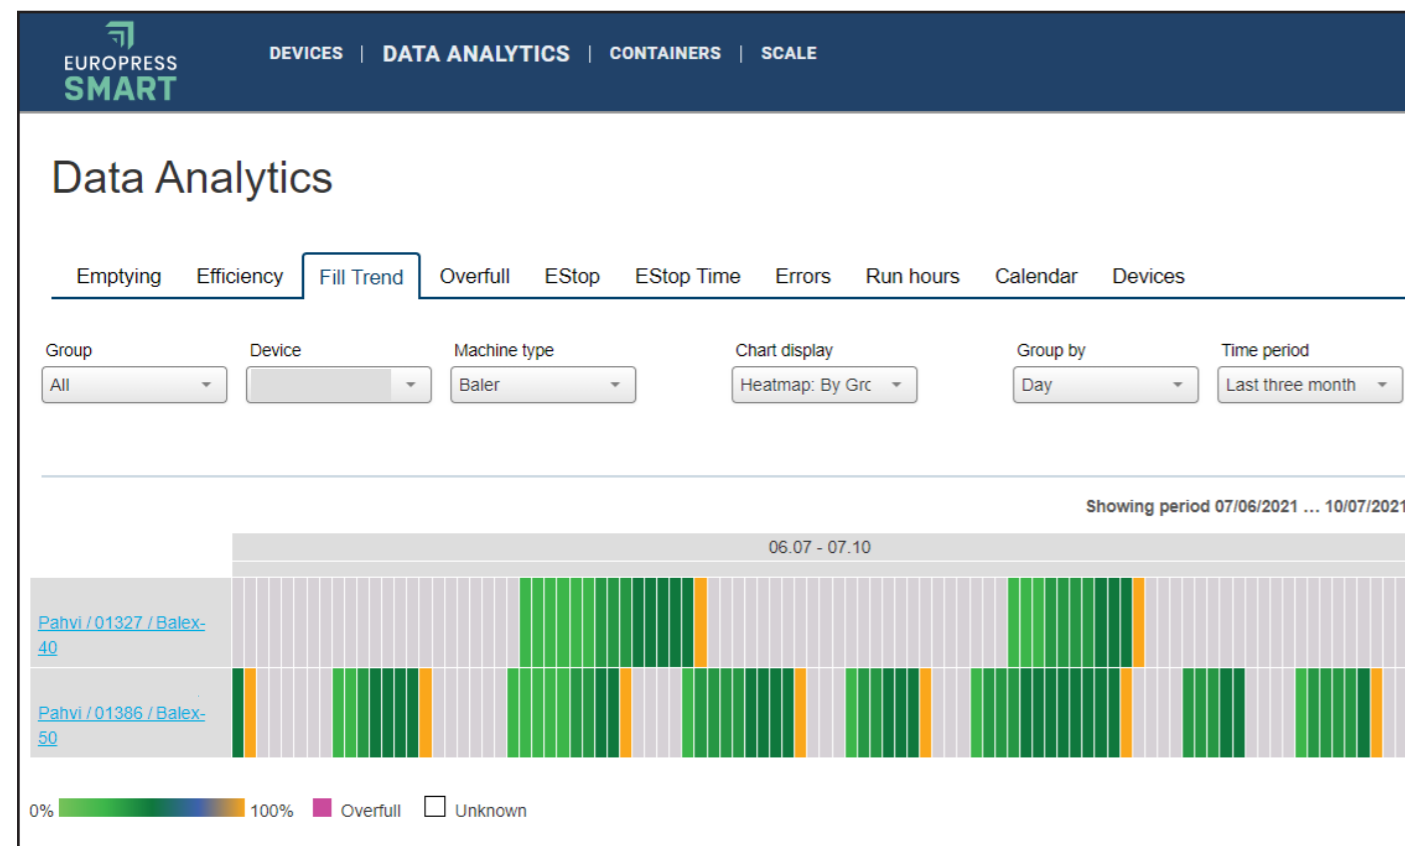 EUROPRESS
SMART
DEVICES | DATA ANALYTICS | CONTAINERS | SCALE
Data Analytics
Emptying Efficiency Fill Trend Overfull EStop EStop Time Errors Run hours Calendar Devices
Group Device Machine type Chart display Group by Time period
All Baler Heatmap: By Grc Day Last three month
Showing period 07/06/2021 ... 10/07/2021
06.07 - 07.10
Pahvi / 01327 / Balex-
40
Pahvi / 01386 / Balex-
50
0% 100% Overfull Unknown